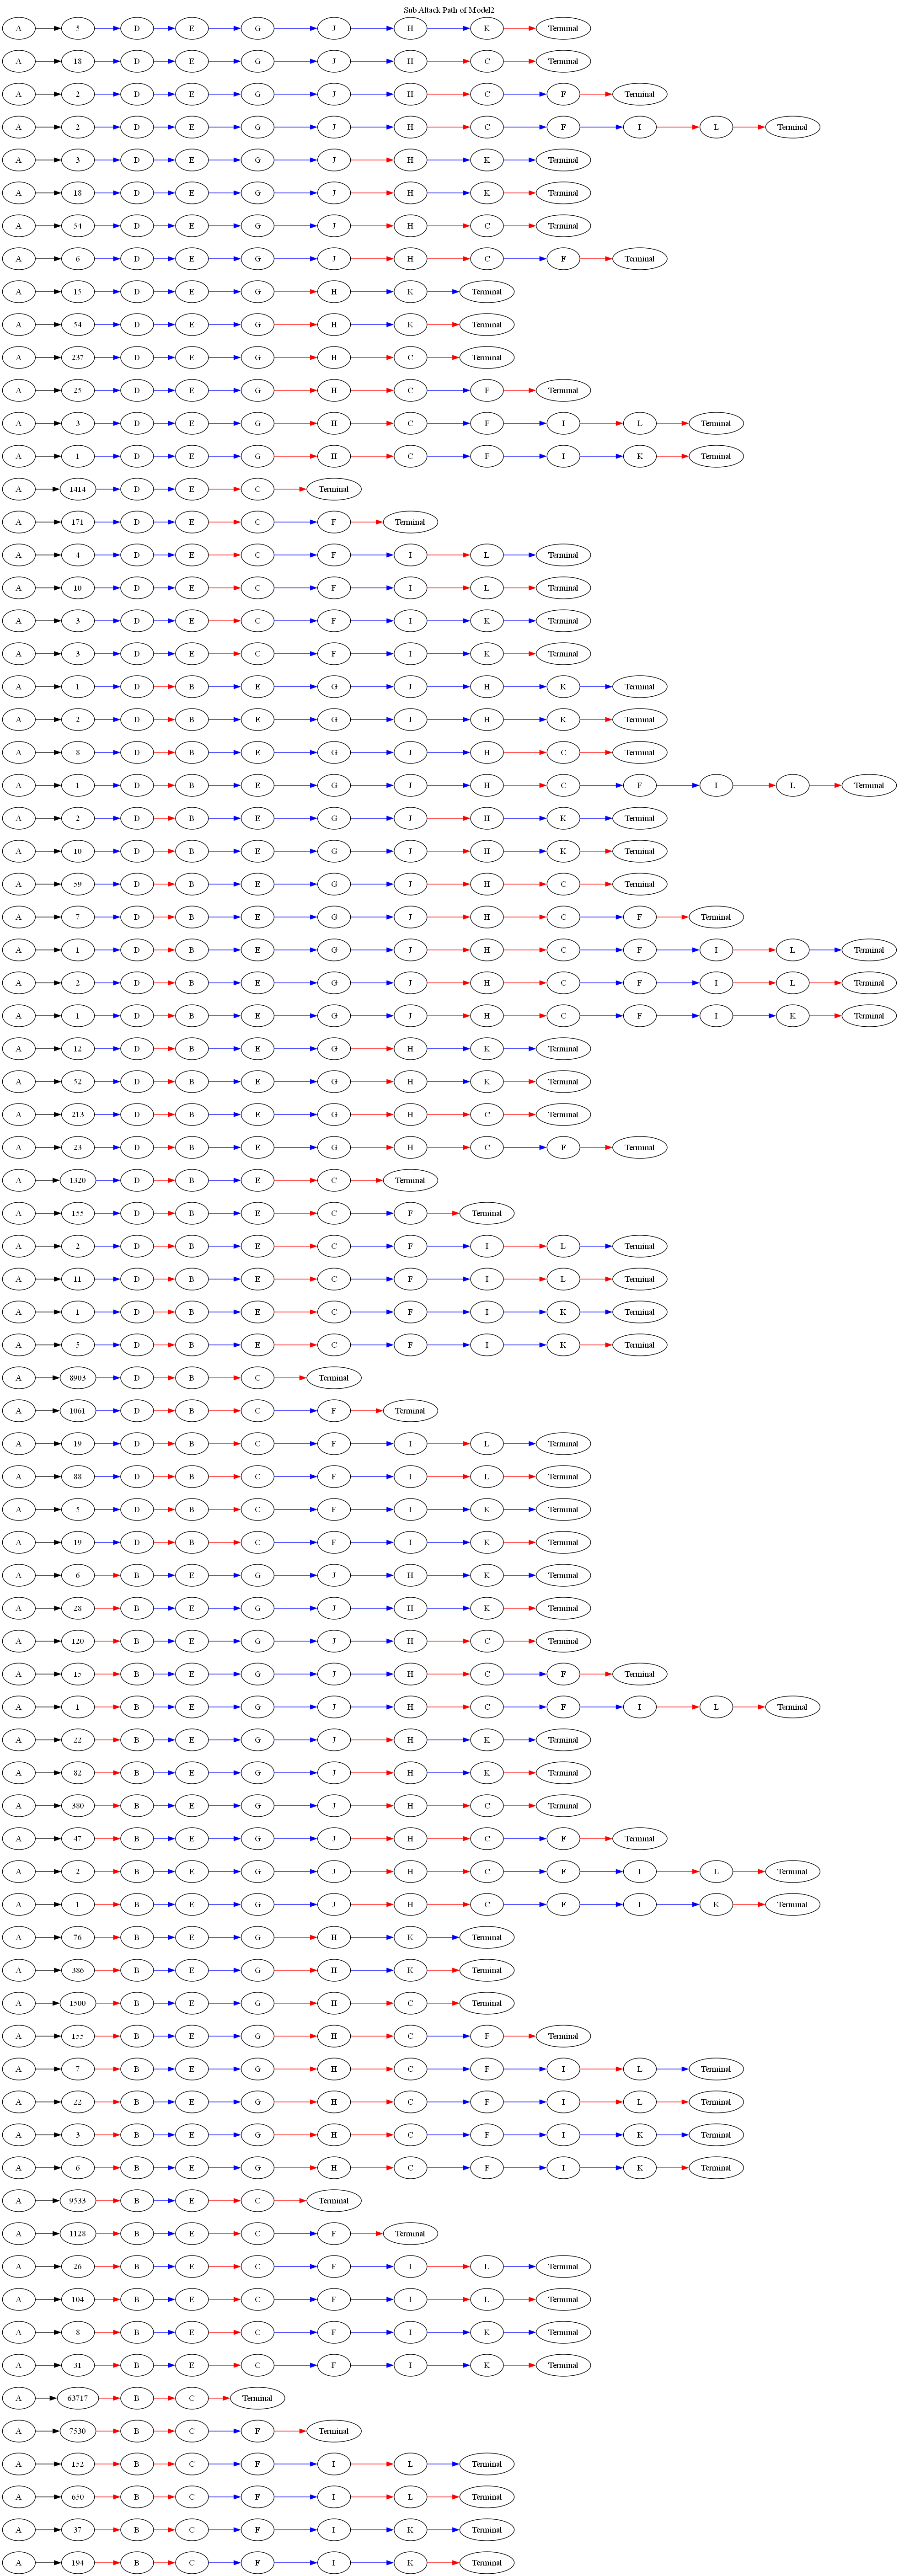 Sub Attack Path of Model2
A 5 D E G J H K Terminal
A 18 D E G J H C Terminal
A 2 D E G J H C F Terminal
A 2 D E G J H C F I L Terminal
A 3 D E G J H K Terminal
A 18 D E G J H K Terminal
A 54 D E G J H C Terminal
A 6 D E G J H C F Terminal
A 15 D E G H K Terminal
A 54 D E G H K Terminal
A 237 D E G H C Terminal
A 25 D E G H C F Terminal
A 3 D E G H C F I L Terminal
A 1 D E G H C F I K Terminal
A 1414 D E C Terminal
A 171 D E C F Terminal
A 4 D E C F I L Terminal
A 10 D E C F I L Terminal
A 3 D E C F I K Terminal
A 3 D E C F I K Terminal
A 1 D B E G J H K Terminal
A 2 D B E G J H K Terminal
A 8 D B E G J H C Terminal
A 1 D B E G J H C F I L Terminal
A 2 D B E G J H K Terminal
A 10 D B E G J H K Terminal
A 59 D B E G J H C Terminal
A 7 D B E G J H C F Terminal
A 1 D B E G J H C F I L Terminal
A 2 D B E G J H C F I L Terminal
A 1 D B E G J H C F I K Terminal
A 12 D B E G H K Terminal
A 52 D B E G H K Terminal
A 213 D B E G H C Terminal
A 23 D B E G H C F Terminal
A 1320 D B E C Terminal
A 155 D B E C F Terminal
A 2 D B E C F I L Terminal
A 11 D B E C F I L Terminal
A 1 D B E C F I K Terminal
A 5 D B E C F I K Terminal
A 8903 D B C Terminal
A 1061 D B C F Terminal
A 19 D B C F I L Terminal
A 88 D B C F I L Terminal
A 5 D B C F I K Terminal
A 19 D B C F I K Terminal
A 6 B E G J H K Terminal
A 28 B E G J H K Terminal
A 120 B E G J H C Terminal
A 15 B E G J H C F Terminal
A 1 B E G J H C F I L Terminal
A 22 B E G J H K Terminal
A 82 B E G J H K Terminal
A 380 B E G J H C Terminal
A 47 B E G J H C F Terminal
A 2 B E G J H C F I L Terminal
A 1 B E G J H C F I K Terminal
A 76 B E G H K Terminal
A 386 B E G H K Terminal
A 1500 B E G H C Terminal
A 155 B E G H C F Terminal
A 7 B E G H C F I L Terminal
A 22 B E G H C F I L Terminal
A 3 B E G H C F I K Terminal
A 6 B E G H C F I K Terminal
A 9533 B E C Terminal
A 1128 B E C F Terminal
A 26 B E C F I L Terminal
A 104 B E C F I L Terminal
A 8 B E C F I K Terminal
A 31 B E C F I K Terminal
A 63717 B C Terminal
A 7530 B C F Terminal
A 152 B C F I L Terminal
A 650 B C F I L Terminal
A 37 B C F I K Terminal
A 194 B C F I K Terminal